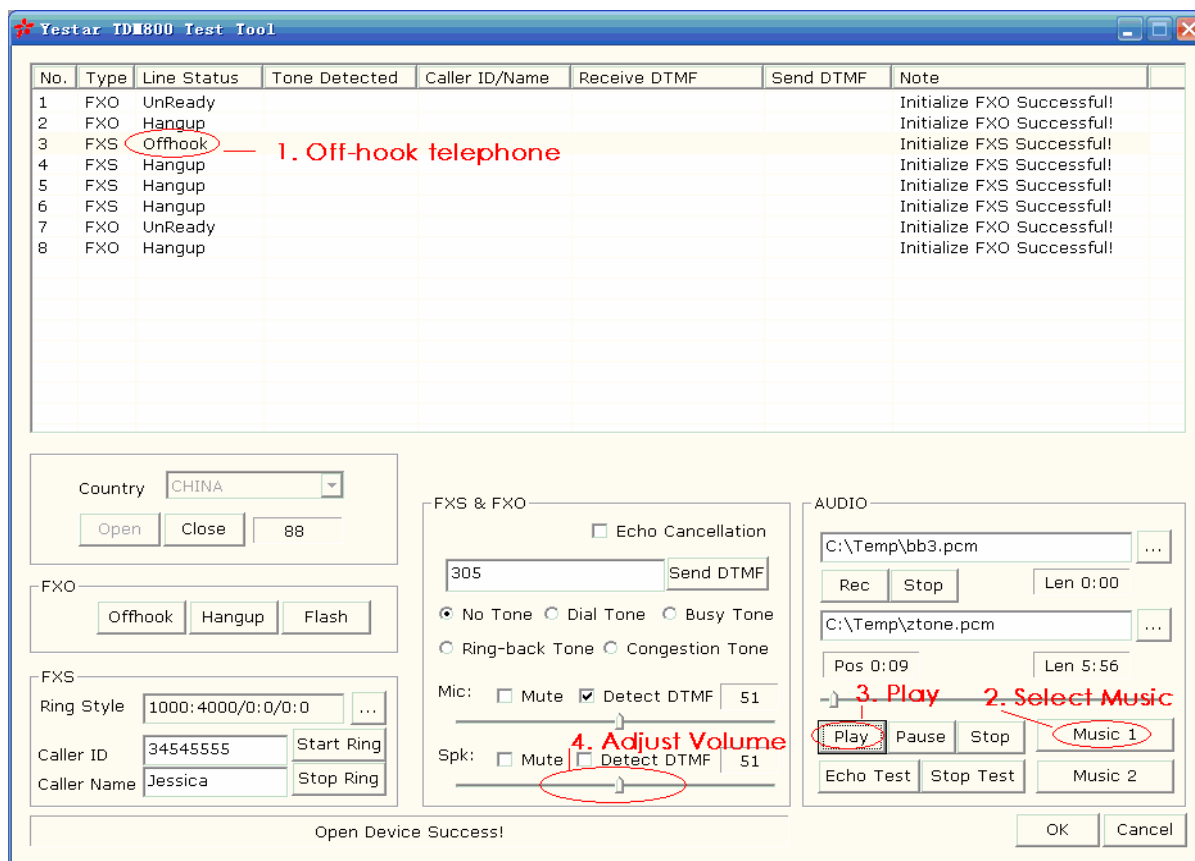 Yestar TDM800 Test Tool
No. Type Line Status Tone Detected Caller ID/Name Receive DTMF Send DTMF Note
1 FXO UnReady Initialize FXO Successful!
2 FXO Hangup Initialize FXO Successful!
3 FXS Offhook Initialize FXS Successful!
1. Off-hook telephone
4 FXS Hangup Initialize FXS Successful!
5 FXS Hangup Initialize FXS Successful!
6 FXS Hangup Initialize FXS Successful!
7 FXO UnReady Initialize FXO Successful!
8 FXO Hangup Initialize FXO Successful!
Country CHINA
Open Close 88
FXO
Offhook Hangup Flash
FXS
Ring Style 1000:4000/0:0/0:0 ...
Caller ID 34545555 Start Ring
Caller Name Jessica Stop Ring
FXS & FXO
Echo Cancellation
305 Send DTMF
No Tone Dial Tone Busy Tone
Ring-back Tone Congestion Tone
Mic: Mute Detect DTMF 51
4. Adjust Volume
Spk: Mute Detect DTMF 51
AUDIO
C:\Temp\bb3.pcm ...
Rec Stop Len 0:00
C:\Temp\ztone.pcm ...
Pos 0:09 Len 5:56
3. Play 2. Select Music
Play Pause Stop Music 1
Echo Test Stop Test Music 2
Open Device Success!
OK Cancel